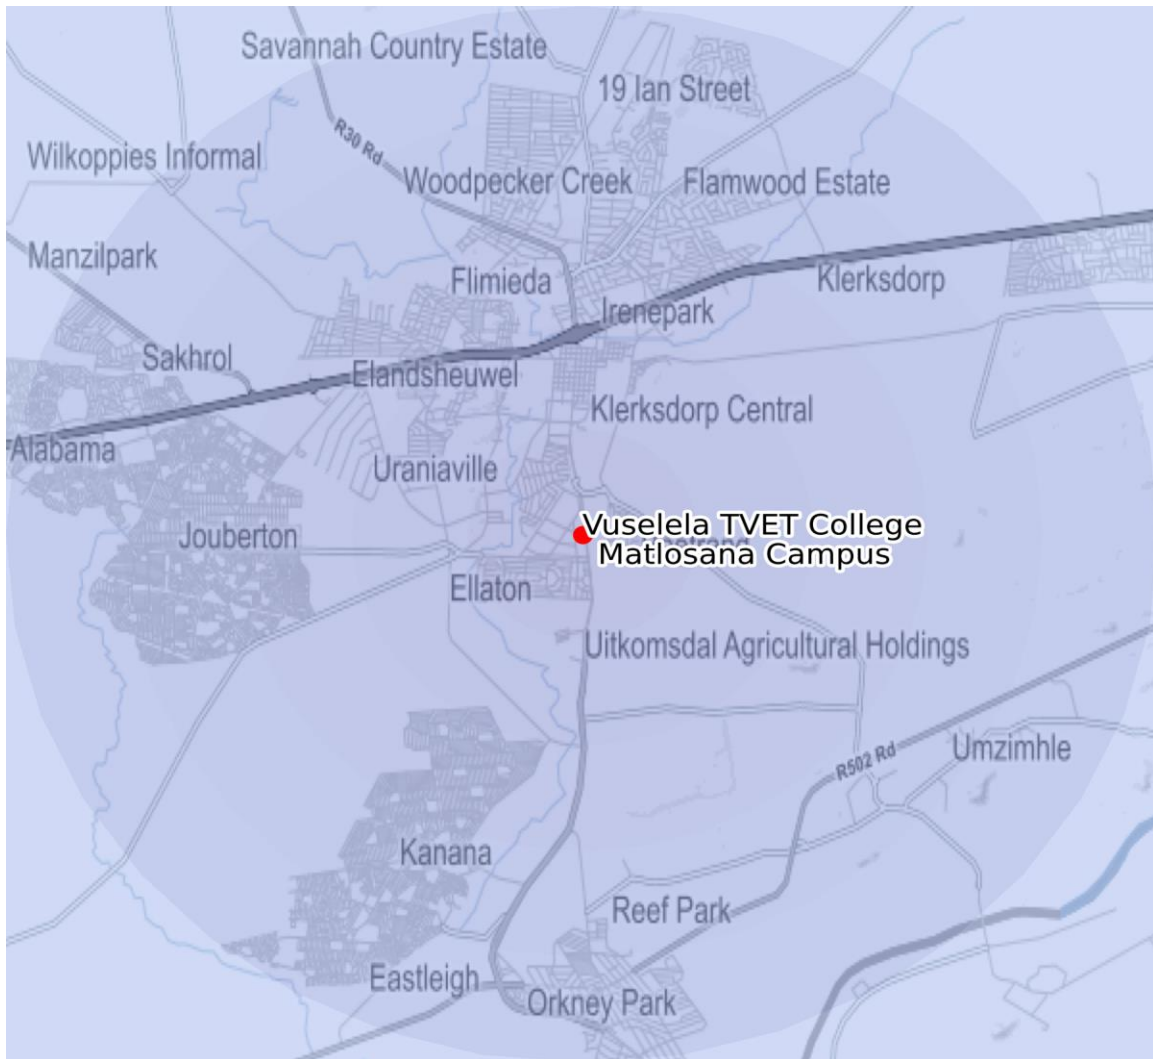 Savannah Country Estate
19 Ian Street
R30 Rd
Wilkoppies Informal
Woodpecker Creek
Flamwood Estate
Manzilpark
Flimieda
Klerksdorp
Irenepark
Sakhrol
Elandsheuwel
Klerksdorp Central
Alabama
Uraniaville
Vuselela TVET College
Matlosana Campus
Jouberton
Ellaton
Uitkomsdal Agricultural Holdings
R502 Rd
Umzimhle
Kanana
Reef Park
Eastleigh
Orkney Park